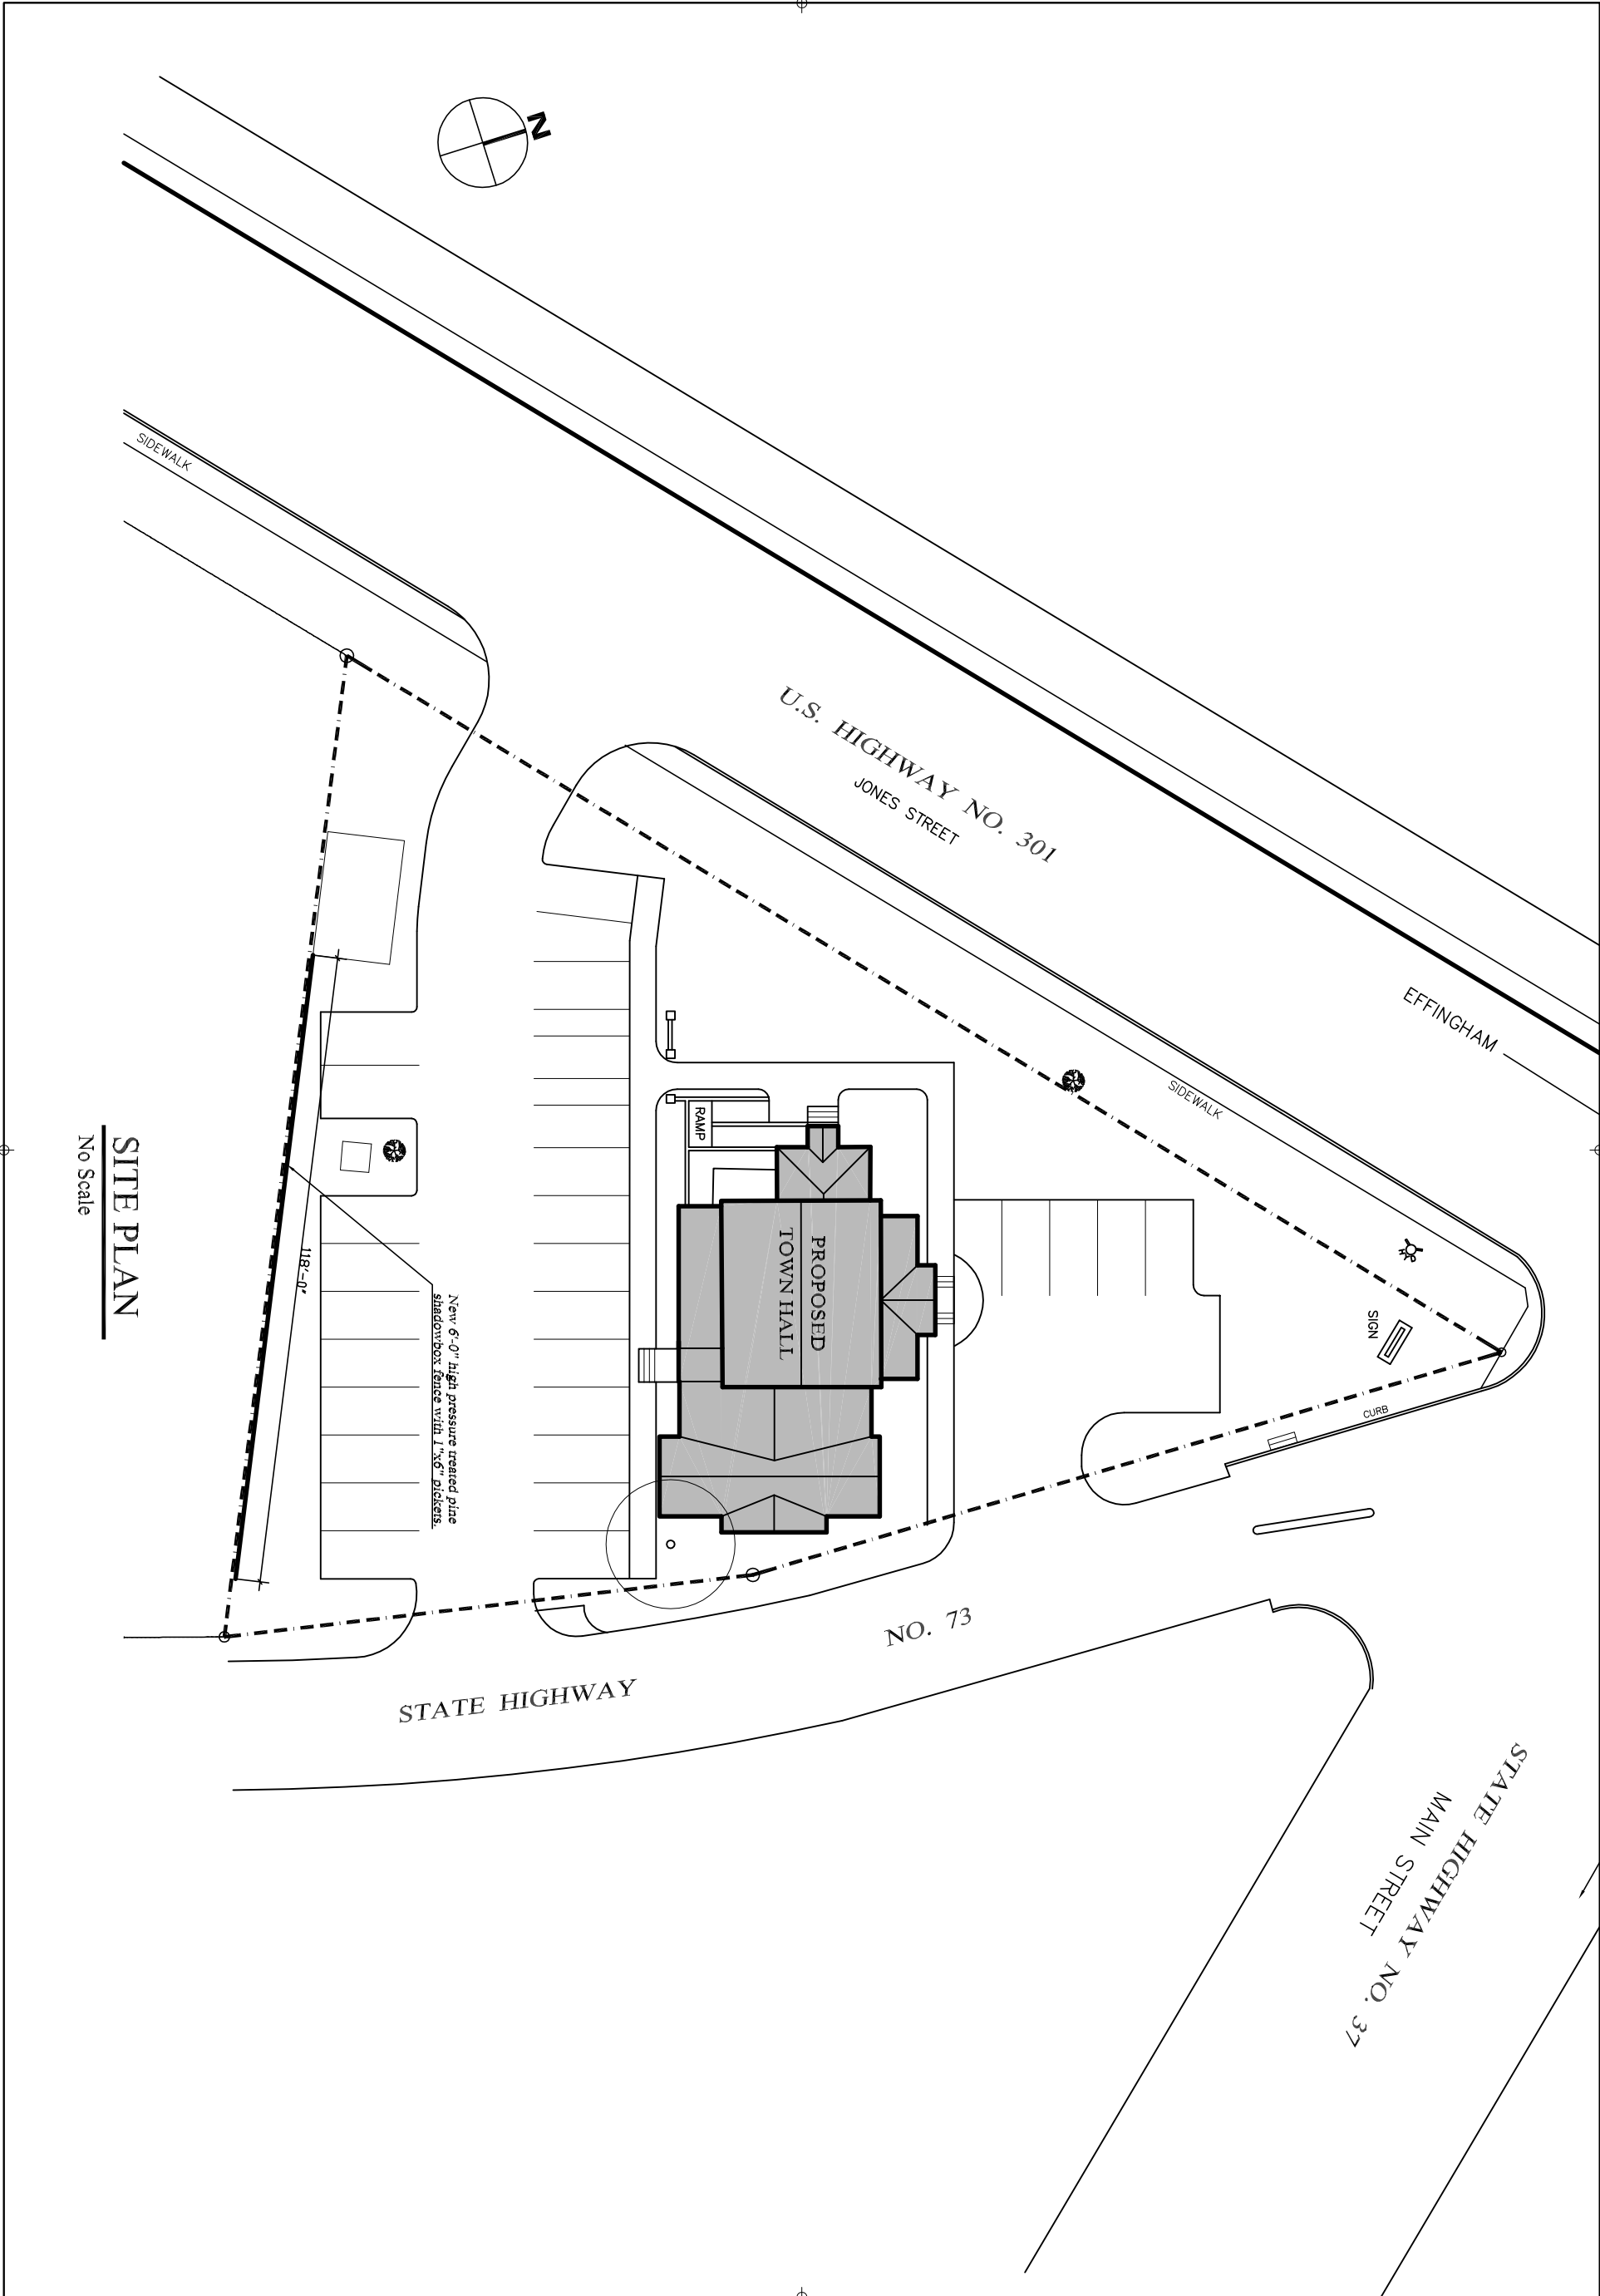 N
SIDEWALK
U.S. HIGHWAY NO. 301
JONES STREET
EFFINGHAM
SIDEWALK
RAMP
PROPOSED
TOWN HALL
SIGN
CURB
118'-0"
New 6'-0" high pressure treated pine
shadowbox fence with 1"x6" pickets.
STATE HIGHWAY NO. 73
STATE HIGHWAY NO. 37
MAIN STREET
SITE PLAN
No Scale